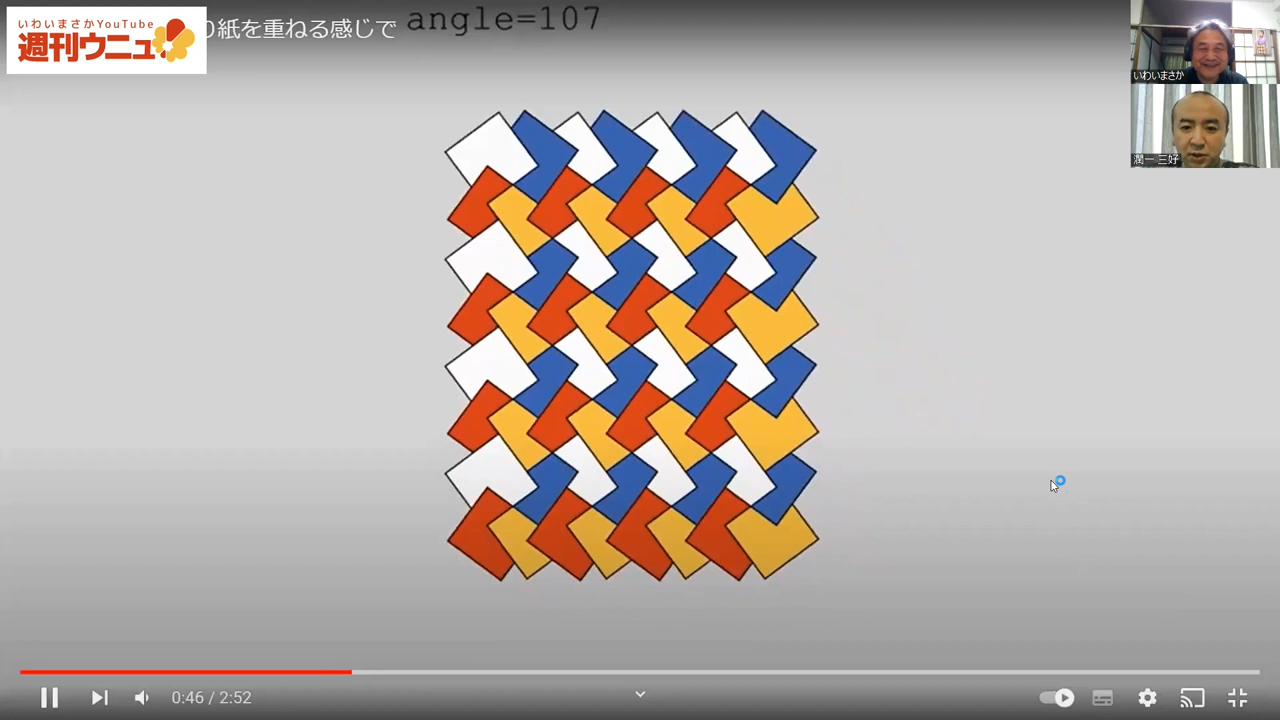 いわいまさかYouTube
週刊ウニュ
り紙を重ねる感じで
angle=107
いわいまさか
潤一 三好
0:46 / 2:52